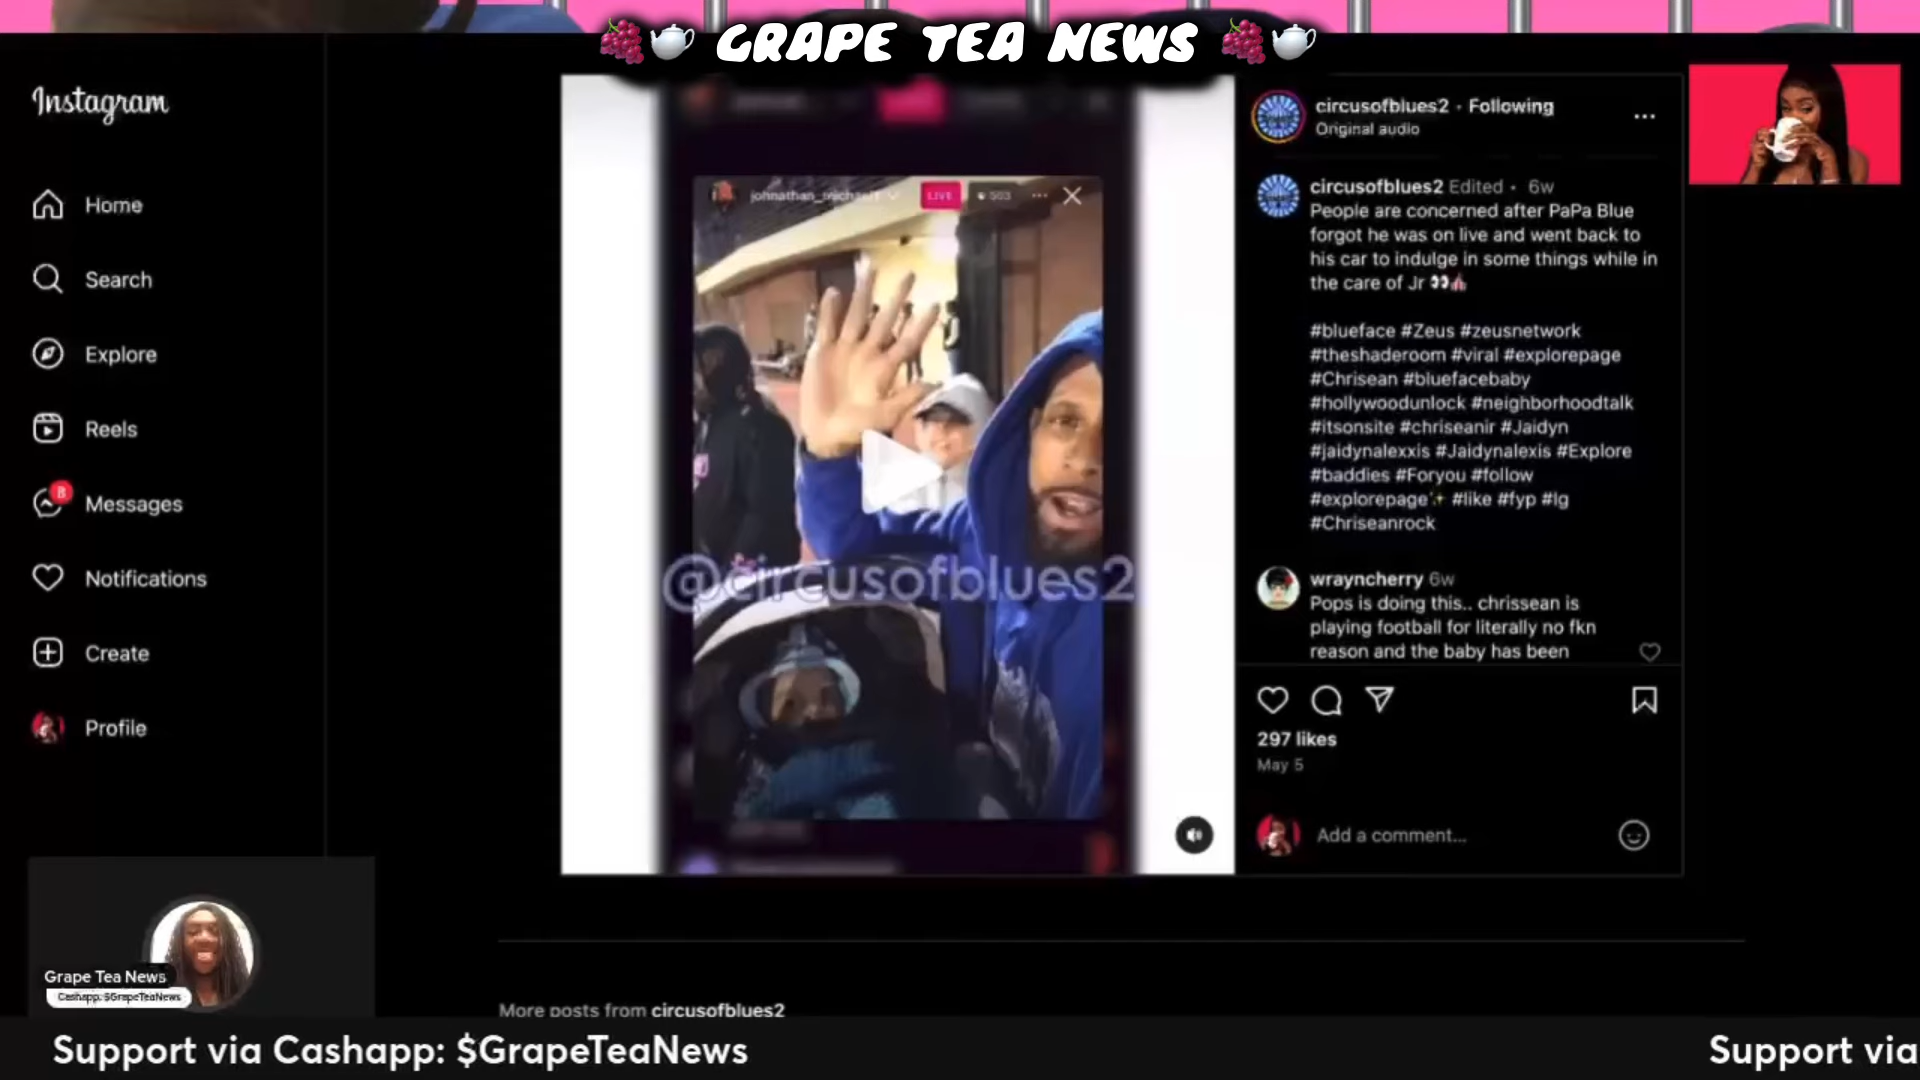 GRAPE TEA NEWS
Instagram
Home
Search
Explore
Reels
8
Messages
Notifications
Create
Profile
LIVE
503
@circusofblues2
circusofblues2 • Following
Original audio
circusofblues2 Edited • 6w
People are concerned after PaPa Blue
forgot he was on live and went back to
his car to indulge in some things while in
the care of Jr
#blueface #Zeus #zeusnetwork
#theshaderoom #viral #explorepage
#Chrisean #bluefacebaby
#hollywoodunlock #neighborhoodtalk
#itsonsite #chriseanjr #Jaidyn
#jaidynalexxis #Jaidynalexis #Explore
#baddies #Foryou #follow
#explorepage✨ #like #fyp #Ig
#Chriseanrock
wrayncherry 6w
Pops is doing this.. chrissean is
playing football for literally no fkn
reason and the baby has been
297 likes
May 5
Add a comment...
Grape Tea News
Cashapp: $GrapeTeaNews
More posts from circusofblues2
Support via Cashapp: $GrapeTeaNews
Support via